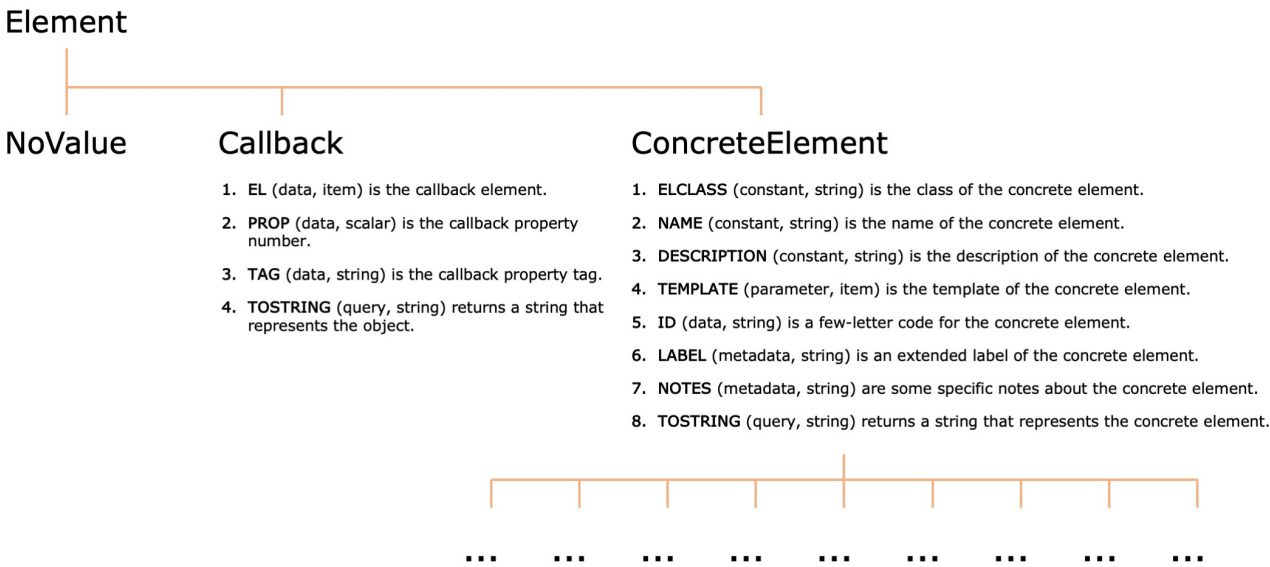 Element
NoValue
Callback
1. EL (data, item) is the callback element.
2. PROP (data, scalar) is the callback property
number.
3. TAG (data, string) is the callback property tag.
4. TOSTRING (query, string) returns a string that
represents the object.
ConcreteElement
1. ELCLASS (constant, string) is the class of the concrete element.
2. NAME (constant, string) is the name of the concrete element.
3. DESCRIPTION (constant, string) is the description of the concrete element.
4. TEMPLATE (parameter, item) is the template of the concrete element.
5. ID (data, string) is a few-letter code for the concrete element.
6. LABEL (metadata, string) is an extended label of the concrete element.
7. NOTES (metadata, string) are some specific notes about the concrete element.
8. TOSTRING (query, string) returns a string that represents the concrete element.
... ... ... ... ... ... ... ... ...